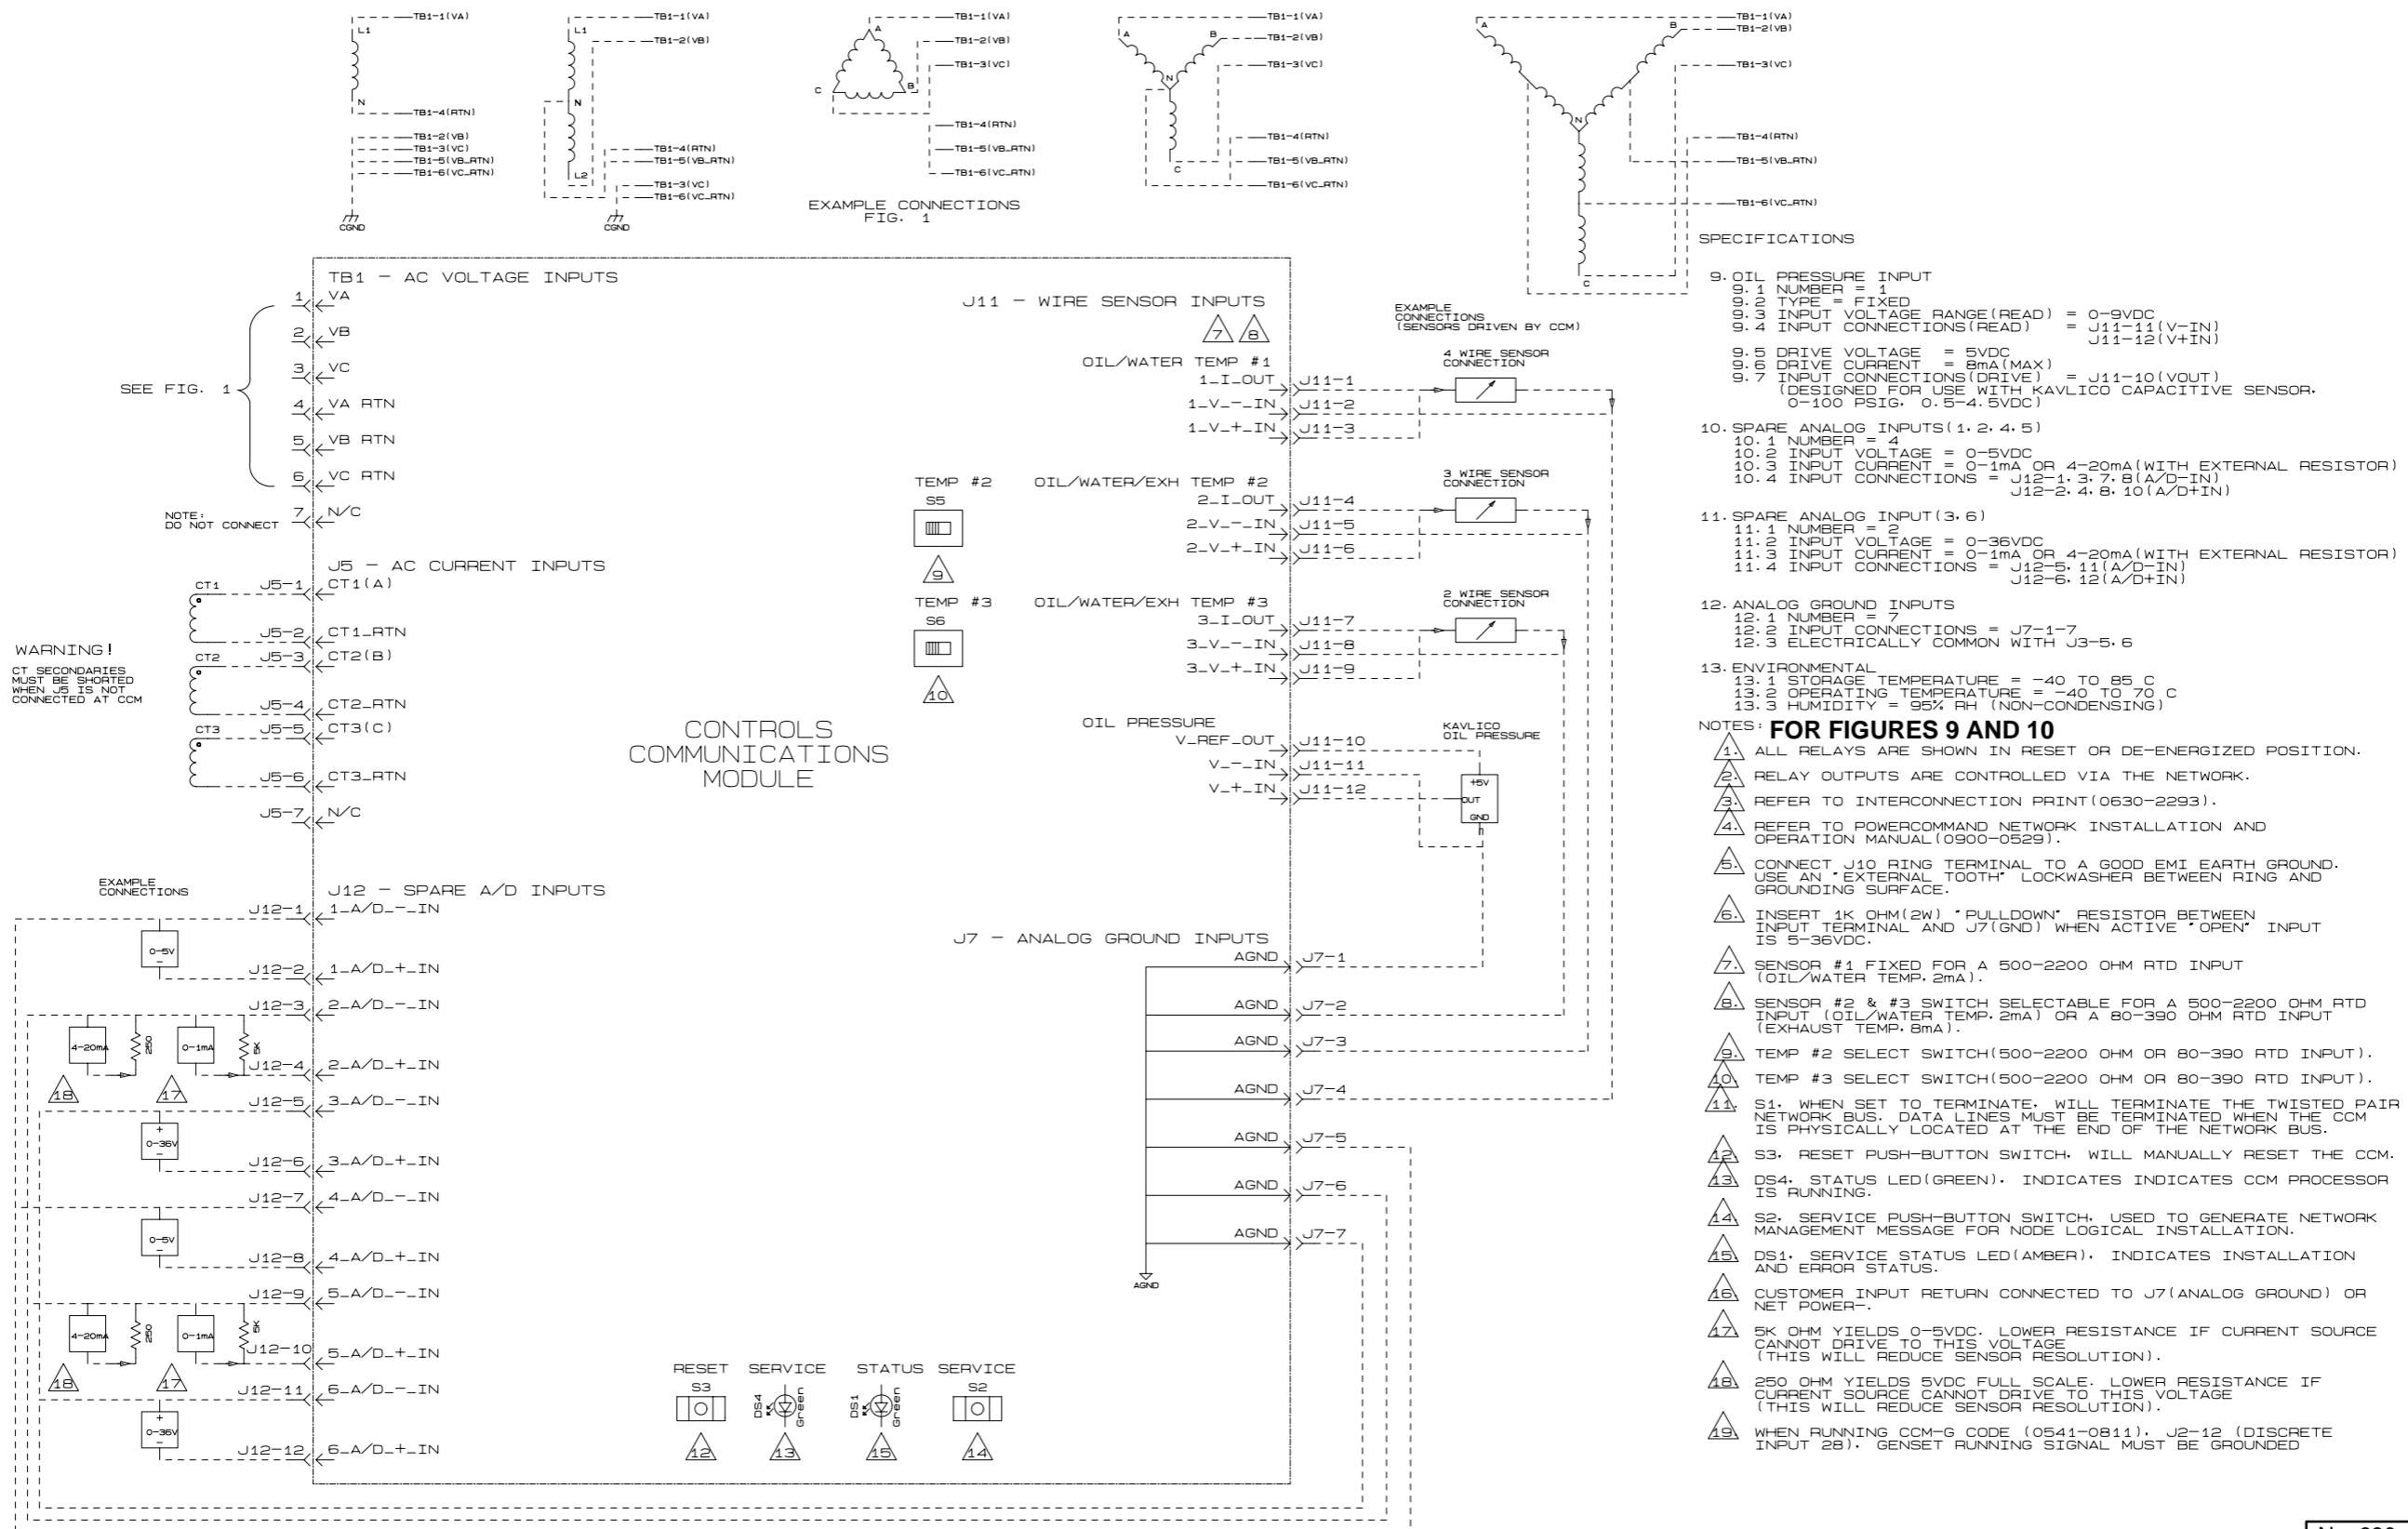 TB1-1(VA)
L1
N
TB1-4(RTN)
TB1-2(VB)
TB1-3(VC)
TB1-5(VB_RTN)
TB1-6(VC_RTN)
CGND
TB1-1(VA)
L1
TB1-2(VB)
N
L2
TB1-4(RTN)
TB1-5(VB_RTN)
TB1-3(VC)
TB1-6(VC_RTN)
CGND
TB1-1(VA)
A
TB1-2(VB)
TB1-3(VC)
C
B
TB1-4(RTN)
TB1-5(VB_RTN)
TB1-6(VC_RTN)
TB1-1(VA)
A
B
TB1-2(VB)
TB1-3(VC)
N
TB1-4(RTN)
TB1-5(VB_RTN)
C
TB1-6(VC_RTN)
TB1-1(VA)
A
B
TB1-2(VB)
TB1-3(VC)
N
TB1-4(RTN)
TB1-5(VB_RTN)
TB1-6(VC_RTN)
C
EXAMPLE CONNECTIONS
FIG. 1
TB1 - AC VOLTAGE INPUTS
SEE FIG. 1
1 VA
2 VB
3 VC
4 VA RTN
5 VB RTN
6 VC RTN
NOTE:
DO NOT CONNECT
7 N/C
J5 - AC CURRENT INPUTS
CT1 J5-1 CT1(A)
J5-2 CT1_RTN
CT2 J5-3 CT2(B)
J5-4 CT2_RTN
CT3 J5-5 CT3(C)
J5-6 CT3_RTN
J5-7 N/C
WARNING!
CT SECONDARIES
MUST BE SHORTED
WHEN J5 IS NOT
CONNECTED AT CCM
EXAMPLE
CONNECTIONS
J12 - SPARE A/D INPUTS
J12-1 1_A/D_-_IN
0-5V
-
J12-2 1_A/D_+_IN
J12-3 2_A/D_-_IN
4-20mA 250 0-1mA 5K
J12-4 2_A/D_+_IN
18 17
J12-5 3_A/D_-_IN
+
0-36V
-
J12-6 3_A/D_+_IN
J12-7 4_A/D_-_IN
0-5V
-
J12-8 4_A/D_+_IN
J12-9 5_A/D_-_IN
4-20mA 250 0-1mA 5K
J12-10 5_A/D_+_IN
18 17
J12-11 6_A/D_-_IN
+
0-36V
-
J12-12 6_A/D_+_IN
CONTROLS
COMMUNICATIONS
MODULE
TEMP #2
S5
9
TEMP #3
S6
10
J11 - WIRE SENSOR INPUTS
7 8
EXAMPLE
CONNECTIONS
(SENSORS DRIVEN BY CCM)
OIL/WATER TEMP #1
1_I_OUT J11-1
1_V_-_IN J11-2
1_V_+_IN J11-3
4 WIRE SENSOR
CONNECTION
OIL/WATER/EXH TEMP #2
2_I_OUT J11-4
2_V_-_IN J11-5
2_V_+_IN J11-6
3 WIRE SENSOR
CONNECTION
OIL/WATER/EXH TEMP #3
3_I_OUT J11-7
3_V_-_IN J11-8
3_V_+_IN J11-9
2 WIRE SENSOR
CONNECTION
OIL PRESSURE
V_REF_OUT J11-10
V_-_IN J11-11
V_+_IN J11-12
KAVLICO
OIL PRESSURE
+5V
OUT
GND
J7 - ANALOG GROUND INPUTS
AGND J7-1
AGND J7-2
AGND J7-3
AGND J7-4
AGND J7-5
AGND J7-6
AGND J7-7
AGND
RESET SERVICE STATUS SERVICE
S3 DS4 Green DS1 Green S2
12 13 15 14
SPECIFICATIONS
9. OIL PRESSURE INPUT
9.1 NUMBER = 1
9.2 TYPE = FIXED
9.3 INPUT VOLTAGE RANGE(READ) = 0-9VDC
9.4 INPUT CONNECTIONS(READ) = J11-11(V-IN)
J11-12(V+IN)
9.5 DRIVE VOLTAGE = 5VDC
9.6 DRIVE CURRENT = 8mA(MAX)
9.7 INPUT CONNECTIONS(DRIVE) = J11-10(VOUT)
(DESIGNED FOR USE WITH KAVLICO CAPACITIVE SENSOR,
0-100 PSIG, 0.5-4.5VDC)
10. SPARE ANALOG INPUTS(1,2,4,5)
10.1 NUMBER = 4
10.2 INPUT VOLTAGE = 0-5VDC
10.3 INPUT CURRENT = 0-1mA OR 4-20mA(WITH EXTERNAL RESISTOR)
10.4 INPUT CONNECTIONS = J12-1,3,7,8(A/D-IN)
J12-2,4,8,10(A/D+IN)
11. SPARE ANALOG INPUT(3,6)
11.1 NUMBER = 2
11.2 INPUT VOLTAGE = 0-36VDC
11.3 INPUT CURRENT = 0-1mA OR 4-20mA(WITH EXTERNAL RESISTOR)
11.4 INPUT CONNECTIONS = J12-5,11(A/D-IN)
J12-6,12(A/D+IN)
12. ANALOG GROUND INPUTS
12.1 NUMBER = 7
12.2 INPUT CONNECTIONS = J7-1-7
12.3 ELECTRICALLY COMMON WITH J3-5,6
13. ENVIRONMENTAL
13.1 STORAGE TEMPERATURE = -40 TO 85 C
13.2 OPERATING TEMPERATURE = -40 TO 70 C
13.3 HUMIDITY = 95% RH (NON-CONDENSING)
NOTES: FOR FIGURES 9 AND 10
1. ALL RELAYS ARE SHOWN IN RESET OR DE-ENERGIZED POSITION.
2. RELAY OUTPUTS ARE CONTROLLED VIA THE NETWORK.
3. REFER TO INTERCONNECTION PRINT(0630-2293).
4. REFER TO POWERCOMMAND NETWORK INSTALLATION AND
OPERATION MANUAL(0900-0529).
5. CONNECT J10 RING TERMINAL TO A GOOD EMI EARTH GROUND.
USE AN "EXTERNAL TOOTH" LOCKWASHER BETWEEN RING AND
GROUNDING SURFACE.
6. INSERT 1K OHM(2W) "PULLDOWN" RESISTOR BETWEEN
INPUT TERMINAL AND J7(GND) WHEN ACTIVE "OPEN" INPUT
IS 5-36VDC.
7. SENSOR #1 FIXED FOR A 500-2200 OHM RTD INPUT
(OIL/WATER TEMP,2mA).
8. SENSOR #2 & #3 SWITCH SELECTABLE FOR A 500-2200 OHM RTD
INPUT (OIL/WATER TEMP,2mA) OR A 80-390 OHM RTD INPUT
(EXHAUST TEMP,8mA).
9. TEMP #2 SELECT SWITCH(500-2200 OHM OR 80-390 RTD INPUT).
10. TEMP #3 SELECT SWITCH(500-2200 OHM OR 80-390 RTD INPUT).
11. S1, WHEN SET TO TERMINATE, WILL TERMINATE THE TWISTED PAIR
NETWORK BUS. DATA LINES MUST BE TERMINATED WHEN THE CCM
IS PHYSICALLY LOCATED AT THE END OF THE NETWORK BUS.
12 S3, RESET PUSH-BUTTON SWITCH, WILL MANUALLY RESET THE CCM.
13 DS4, STATUS LED(GREEN), INDICATES INDICATES CCM PROCESSOR
IS RUNNING.
14 S2, SERVICE PUSH-BUTTON SWITCH, USED TO GENERATE NETWORK
MANAGEMENT MESSAGE FOR NODE LOGICAL INSTALLATION.
15 DS1, SERVICE STATUS LED(AMBER), INDICATES INSTALLATION
AND ERROR STATUS.
16 CUSTOMER INPUT RETURN CONNECTED TO J7(ANALOG GROUND) OR
NET POWER-.
17 5K OHM YIELDS 0-5VDC. LOWER RESISTANCE IF CURRENT SOURCE
CANNOT DRIVE TO THIS VOLTAGE
(THIS WILL REDUCE SENSOR RESOLUTION).
18 250 OHM YIELDS 5VDC FULL SCALE. LOWER RESISTANCE IF
CURRENT SOURCE CANNOT DRIVE TO THIS VOLTAGE
(THIS WILL REDUCE SENSOR RESOLUTION).
19 WHEN RUNNING CCM-G CODE (0541-0811), J2-12 (DISCRETE
INPUT 28), GENSET RUNNING SIGNAL MUST BE GROUNDED